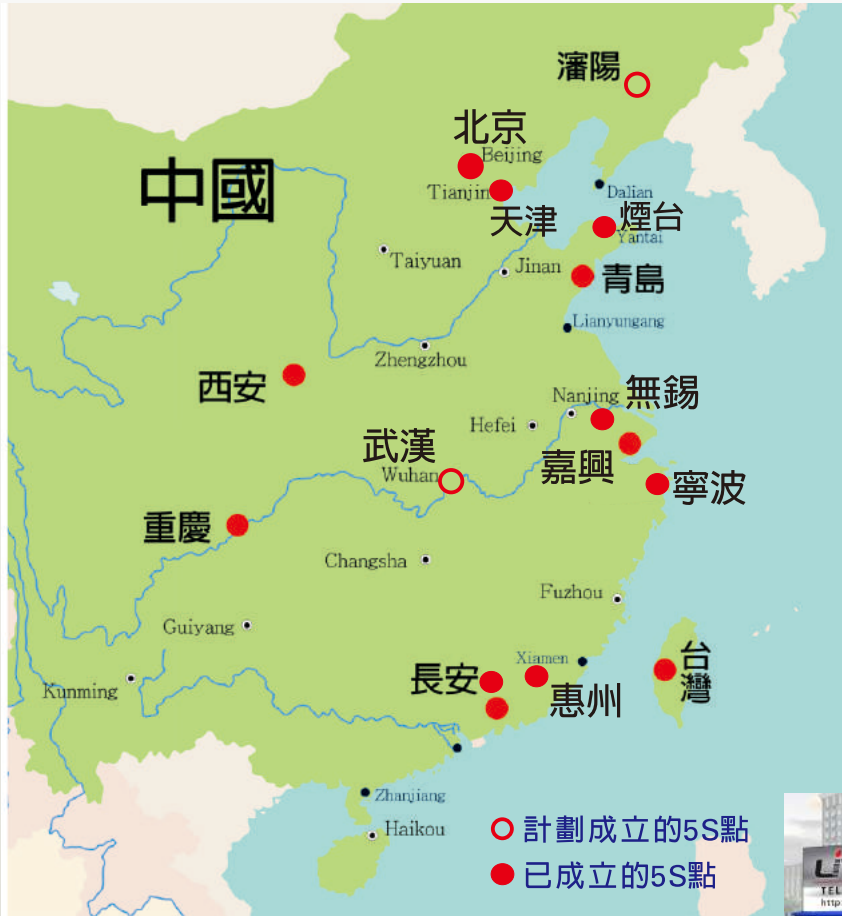 瀋陽
北京
Beijing
中國
Tianjin
天津
Dalian
煙台
Yantai
Taiyuan
Jinan
青島
Lianyungang
Zhengzhou
西安
Nanjing
無錫
Hefei
武漢
Wuhan
嘉興
寧波
重慶
Changsha
Fuzhou
Guiyang
Xiamen
台灣
長安
惠州
Kunming
Zhanjiang
Haikou
計劃成立的5S點
已成立的5S點
TEL
http